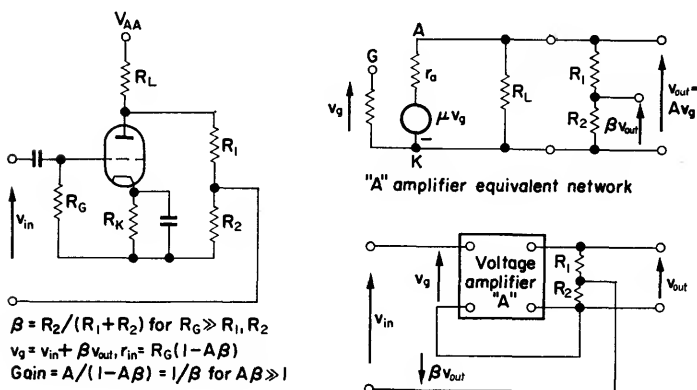 V_AA
R_L
R_1
R_G
R_K
R_2
v_in
β = R_2/(R_1+R_2) for R_G ≫ R_1, R_2
v_g = v_in + βv_out, r_in = R_G(1-Aβ)
Gain = A/(1-Aβ) = 1/β for Aβ ≫ 1
G
v_g
A
r_a
μv_g
−
K
R_L
R_1
R_2
βv_out
v_out =
Av_g
"A" amplifier equivalent network
v_in
v_g
Voltage
amplifier
"A"
R_1
R_2
v_out
βv_out